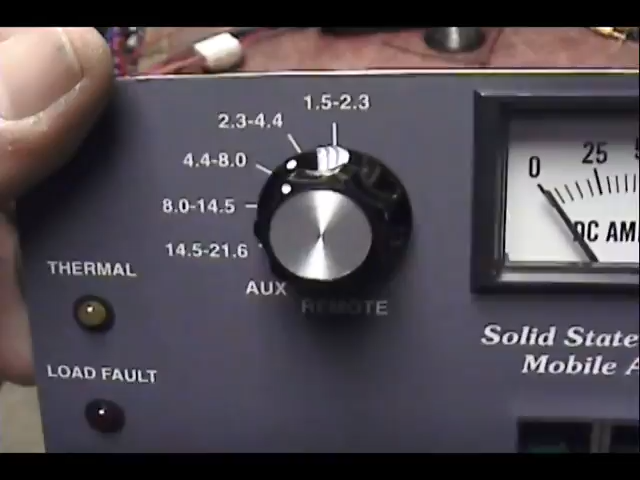 1.5-2.3
2.3-4.4
4.4-8.0
8.0-14.5
14.5-21.6
AUX
REMOTE
THERMAL
LOAD FAULT
0 25
DC AM
Solid State
Mobile A